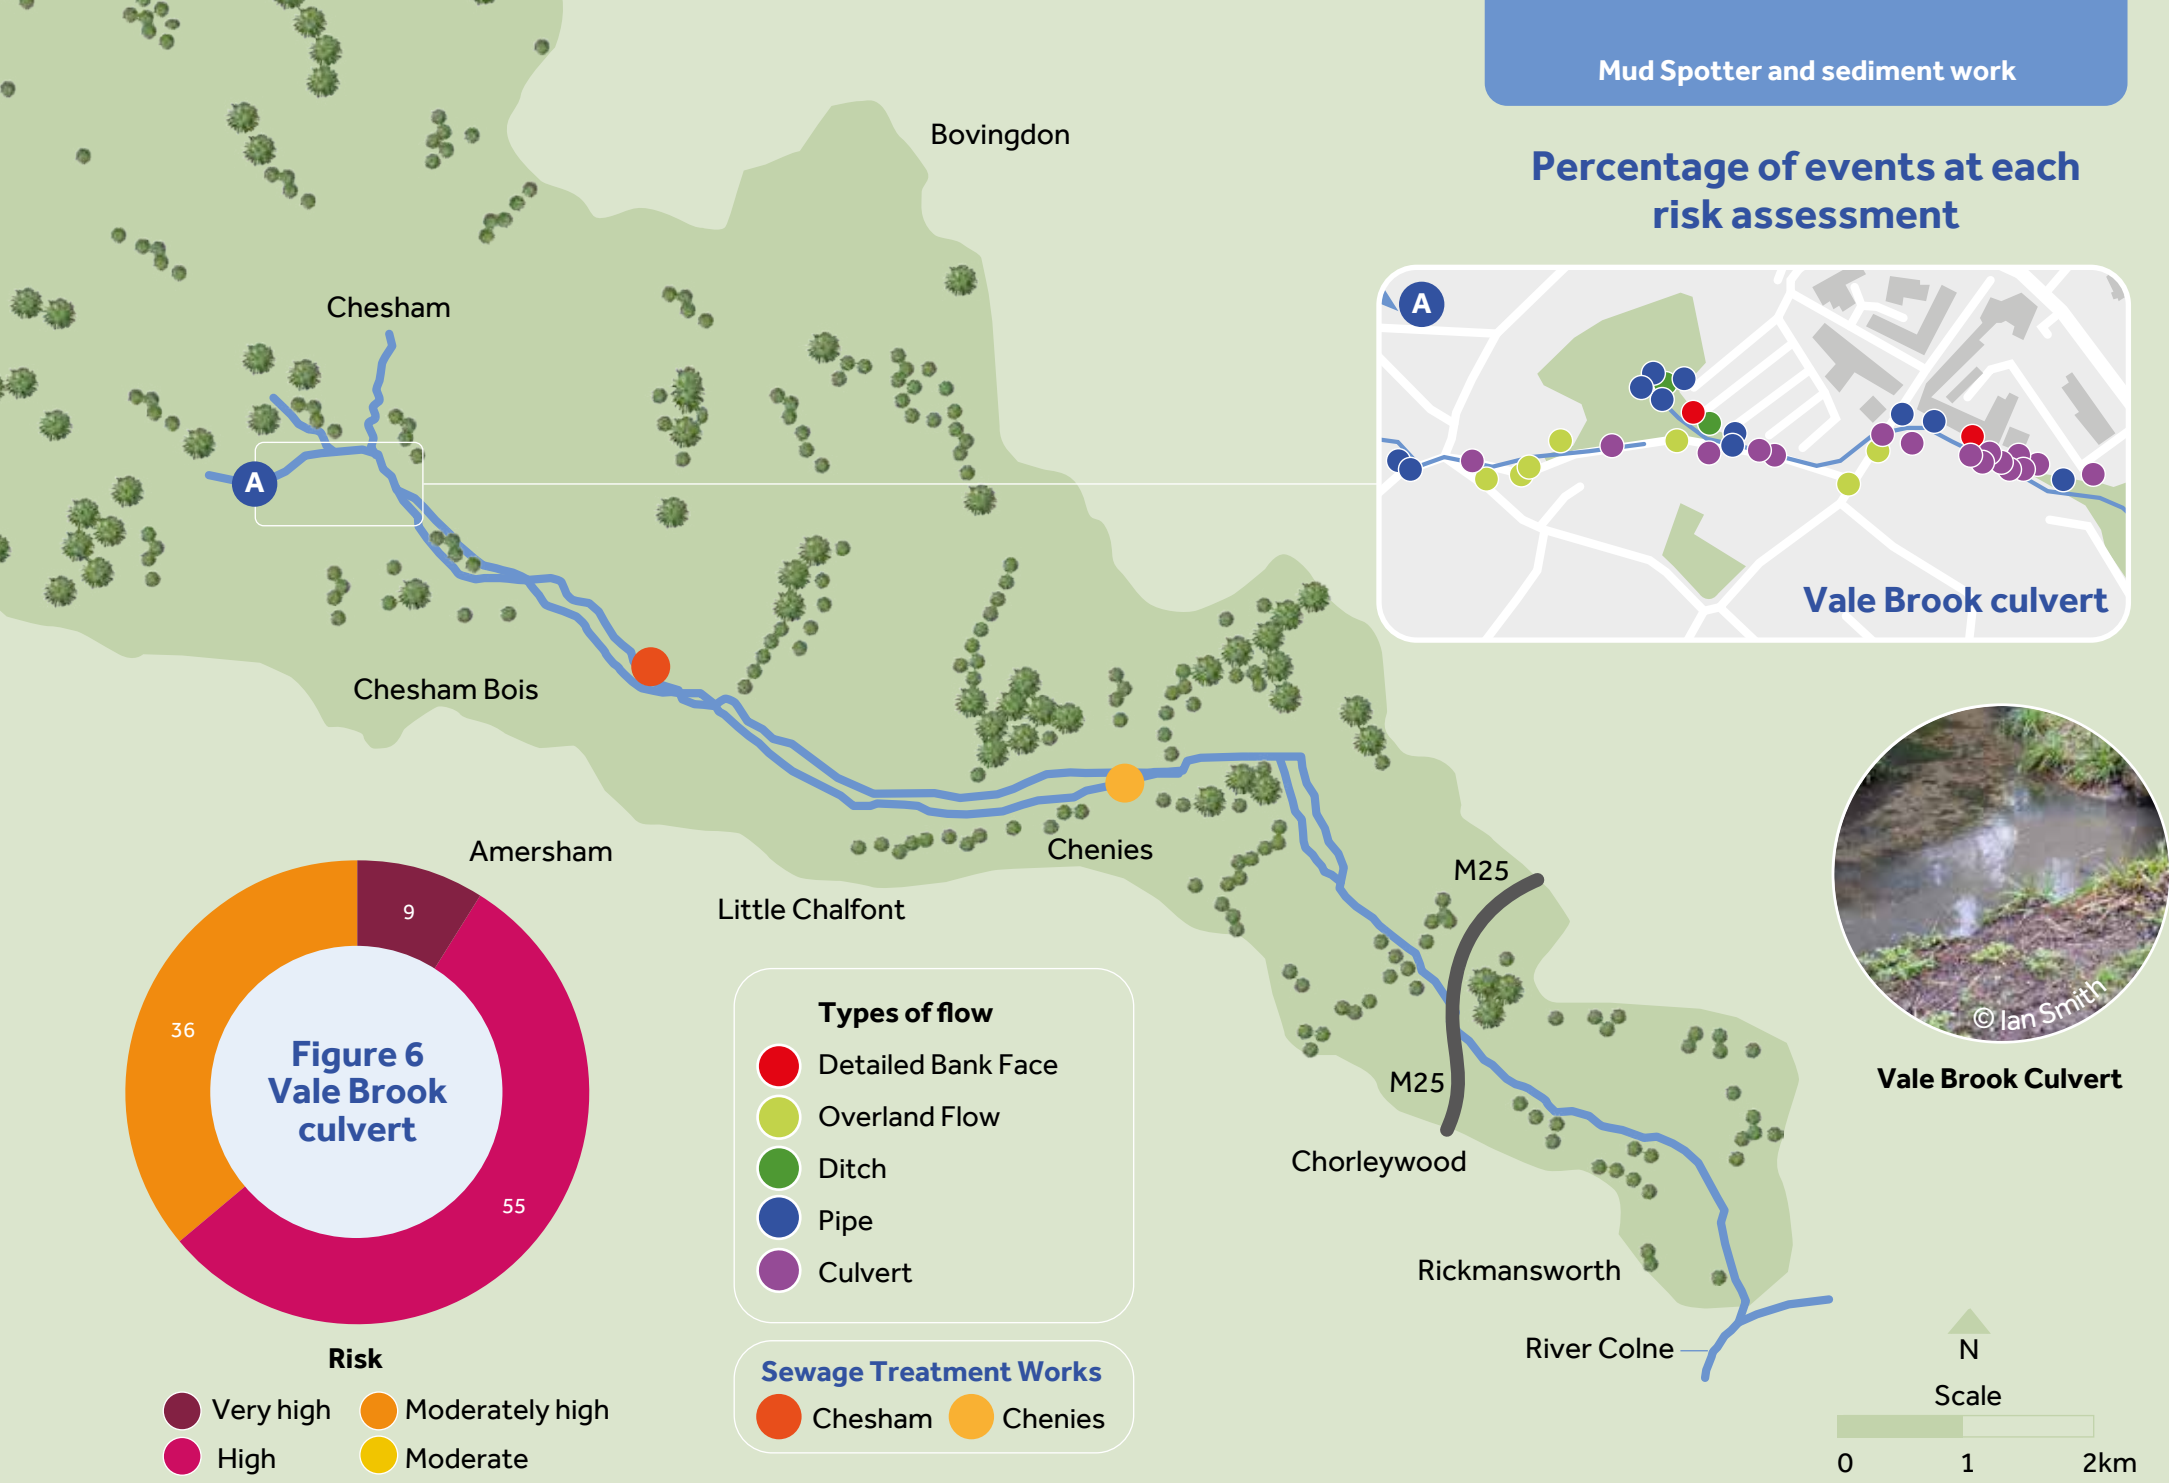 Mud Spotter and sediment work
Percentage of events at each
risk assessment
Bovingdon
Chesham
A
A
Vale Brook culvert
Chesham Bois
Amersham
Little Chalfont
Chenies
M25
M25
Chorleywood
Rickmansworth
River Colne
© Ian Smith
Vale Brook Culvert
9
36
55
Figure 6
Vale Brook
culvert
Risk
Very high
Moderately high
High
Moderate
Types of flow
Detailed Bank Face
Overland Flow
Ditch
Pipe
Culvert
Sewage Treatment Works
Chesham
Chenies
N
Scale
0 1 2km